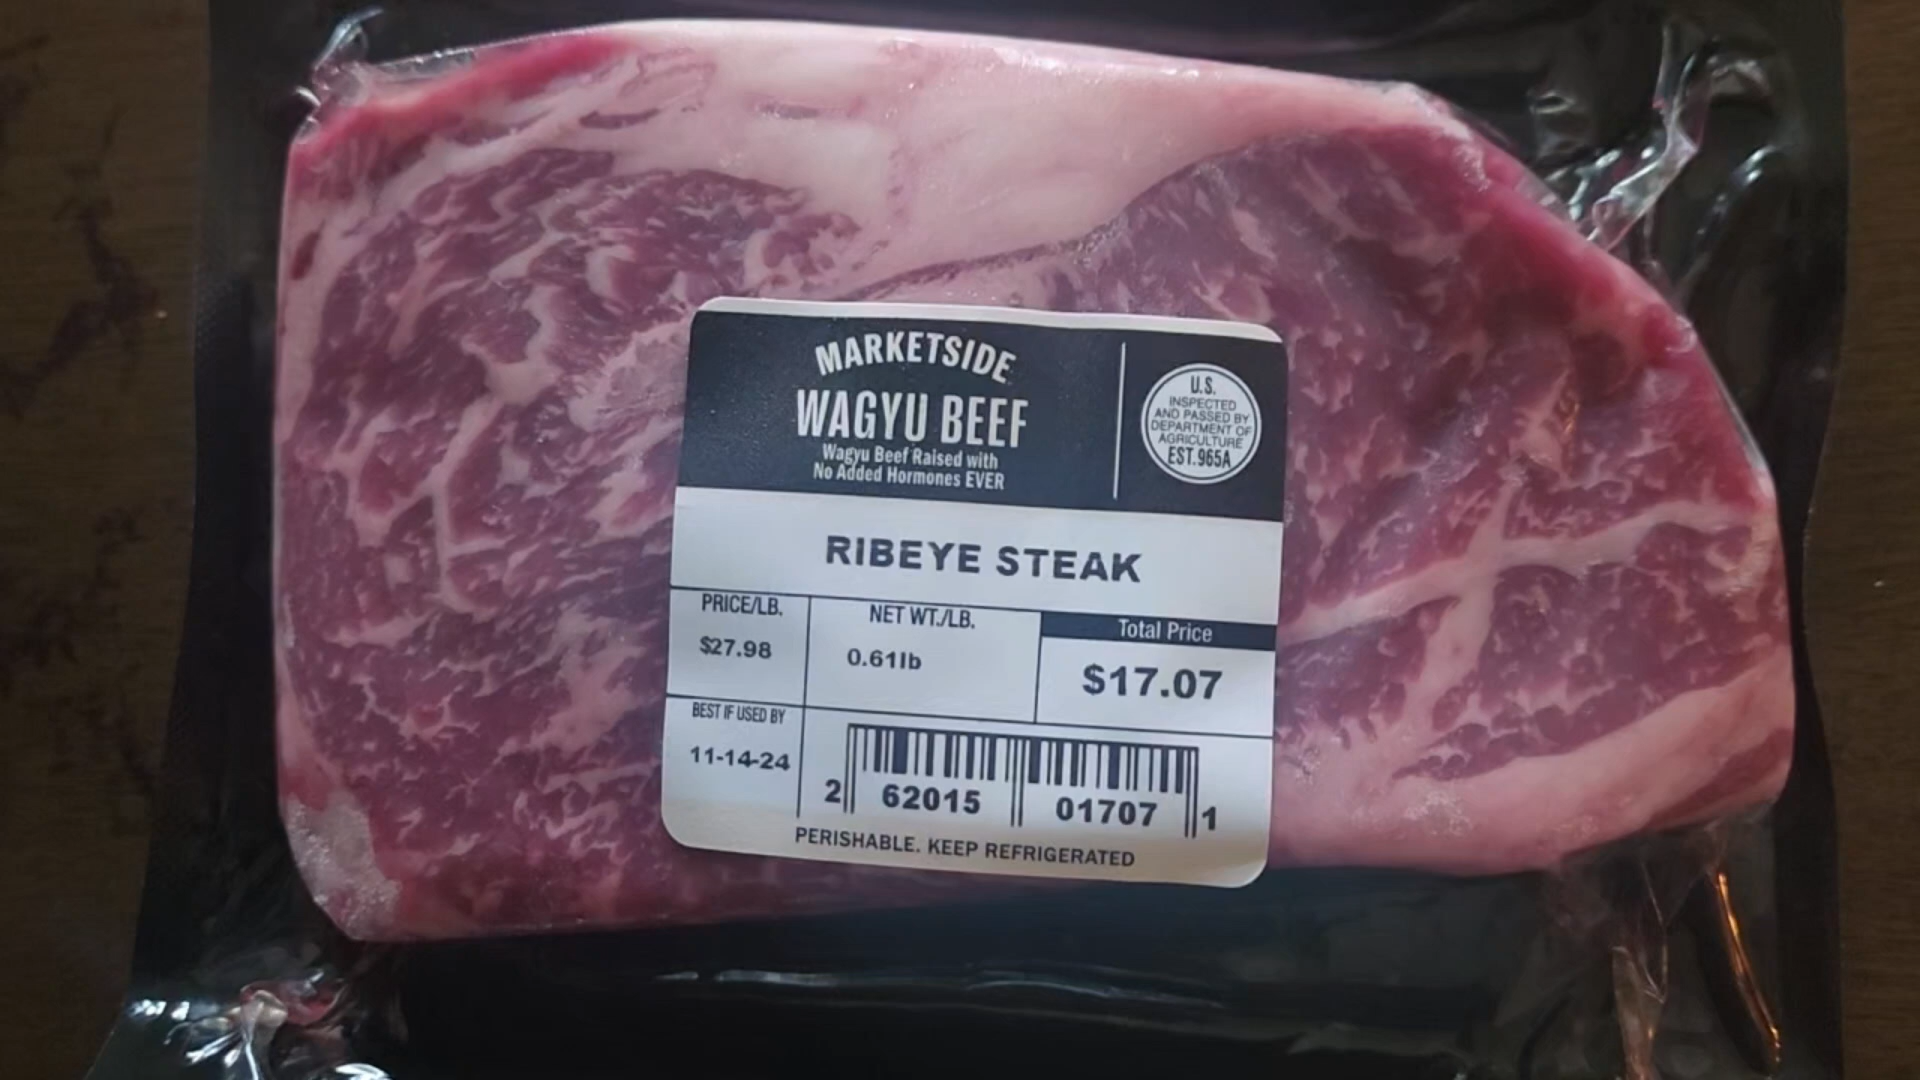 MARKETSIDE
WAGYU BEEF
Wagyu Beef Raised with
No Added Hormones EVER
U.S.
INSPECTED
AND PASSED BY
DEPARTMENT OF
AGRICULTURE
EST.965A
RIBEYE STEAK
PRICE/LB.
$27.98
NET WT./LB.
0.61lb
Total Price
$17.07
BEST IF USED BY
11-14-24
2 62015 01707 1
PERISHABLE. KEEP REFRIGERATED